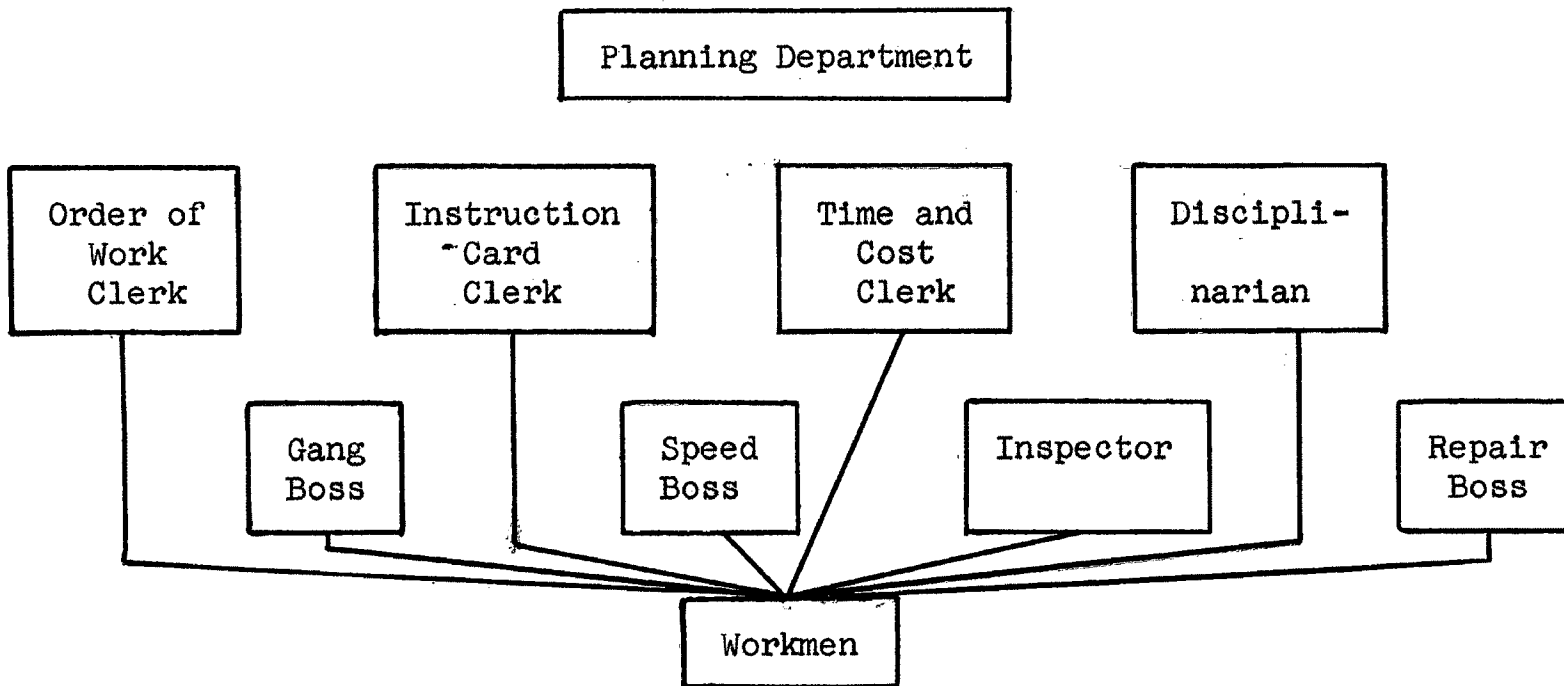 Planning Department
Order of
Work
Clerk
Instruction
Card
Clerk
Time and
Cost
Clerk
Discipli-
narian
Gang
Boss
Speed
Boss
Inspector
Repair
Boss
Workmen